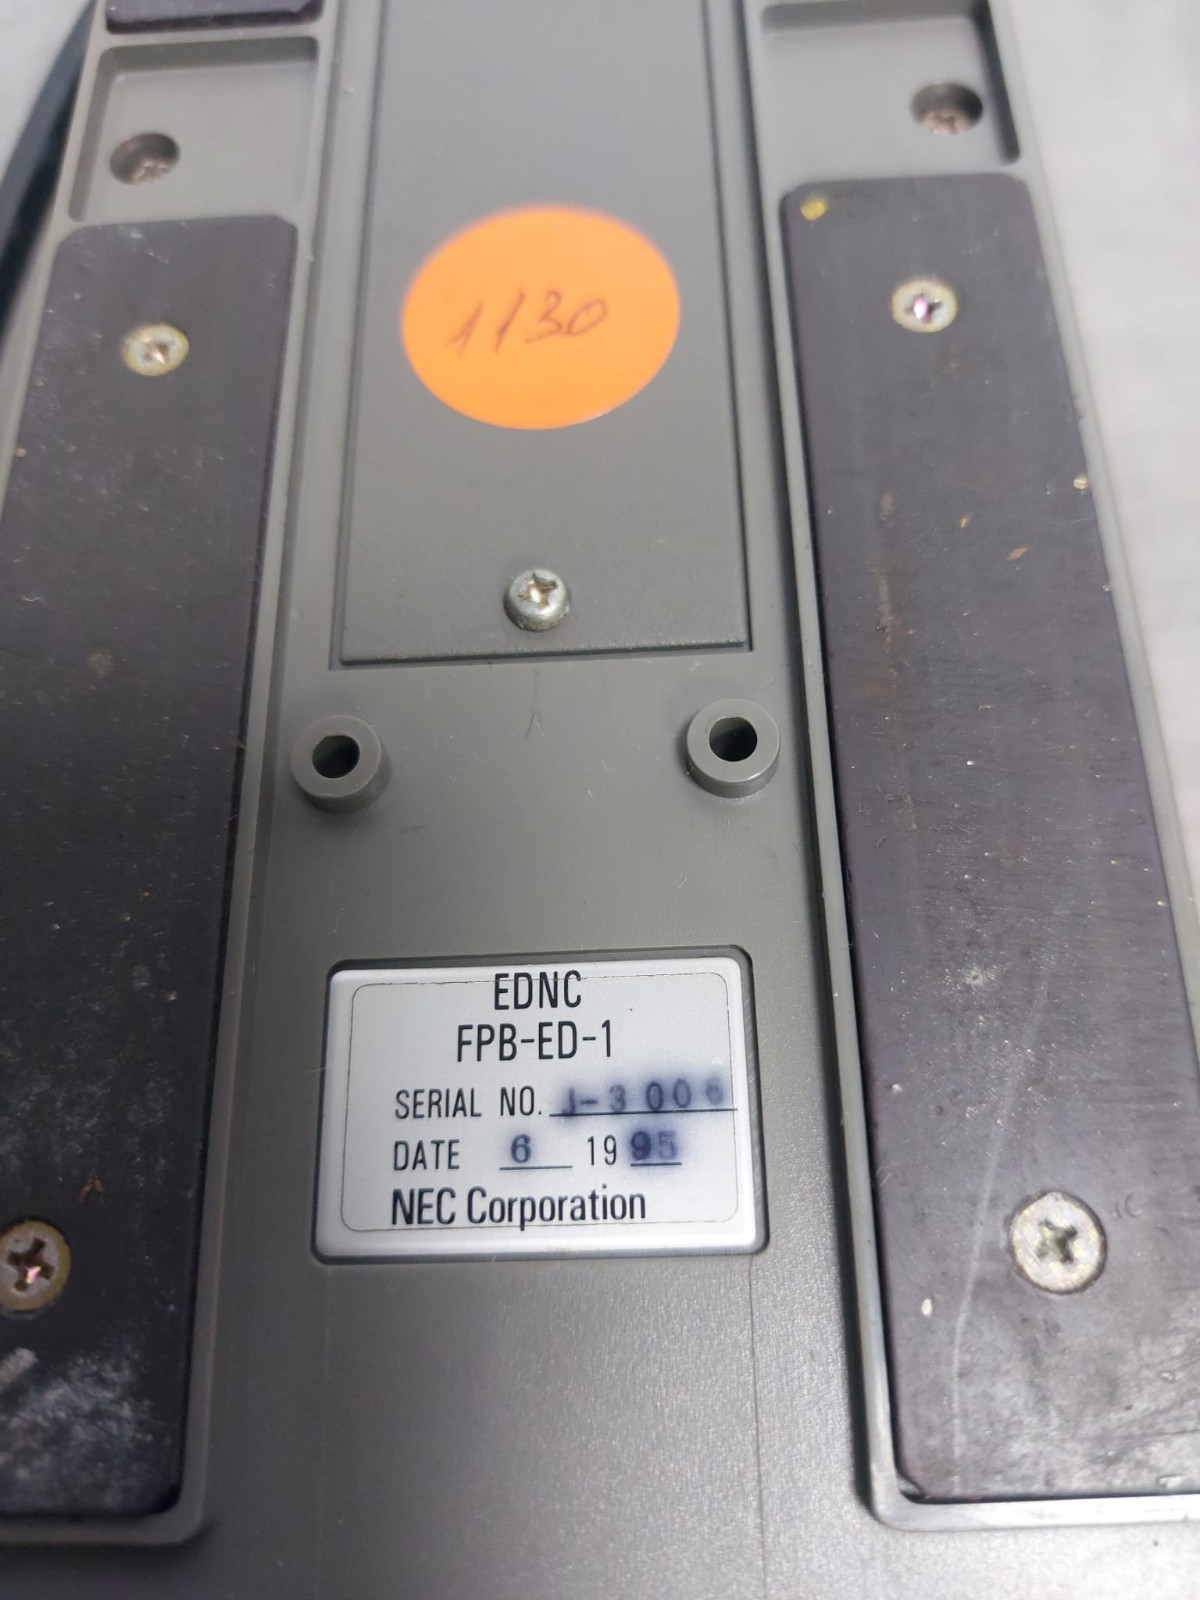 1130
EDNC
FPB-ED-1
SERIAL NO. J-3006
DATE 6 1995
NEC Corporation